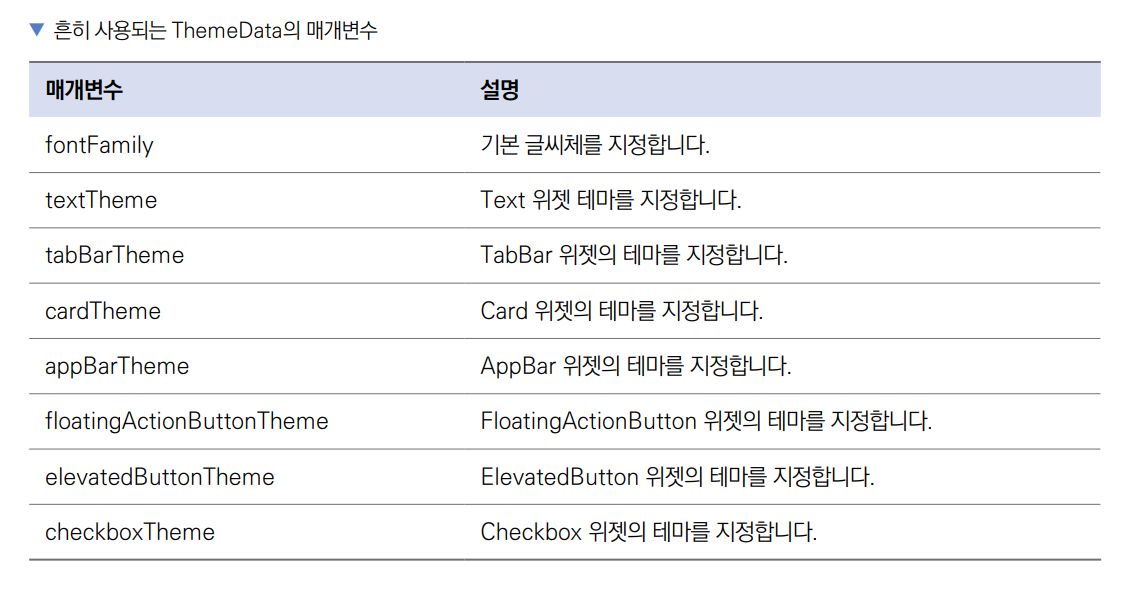 ▼ 흔히 사용되는 ThemeData의 매개변수
매개변수 설명
fontFamily 기본 글씨체를 지정합니다.
textTheme Text 위젯 테마를 지정합니다.
tabBarTheme TabBar 위젯의 테마를 지정합니다.
cardTheme Card 위젯의 테마를 지정합니다.
appBarTheme AppBar 위젯의 테마를 지정합니다.
floatingActionButtonTheme FloatingActionButton 위젯의 테마를 지정합니다.
elevatedButtonTheme ElevatedButton 위젯의 테마를 지정합니다.
checkboxTheme Checkbox 위젯의 테마를 지정합니다.